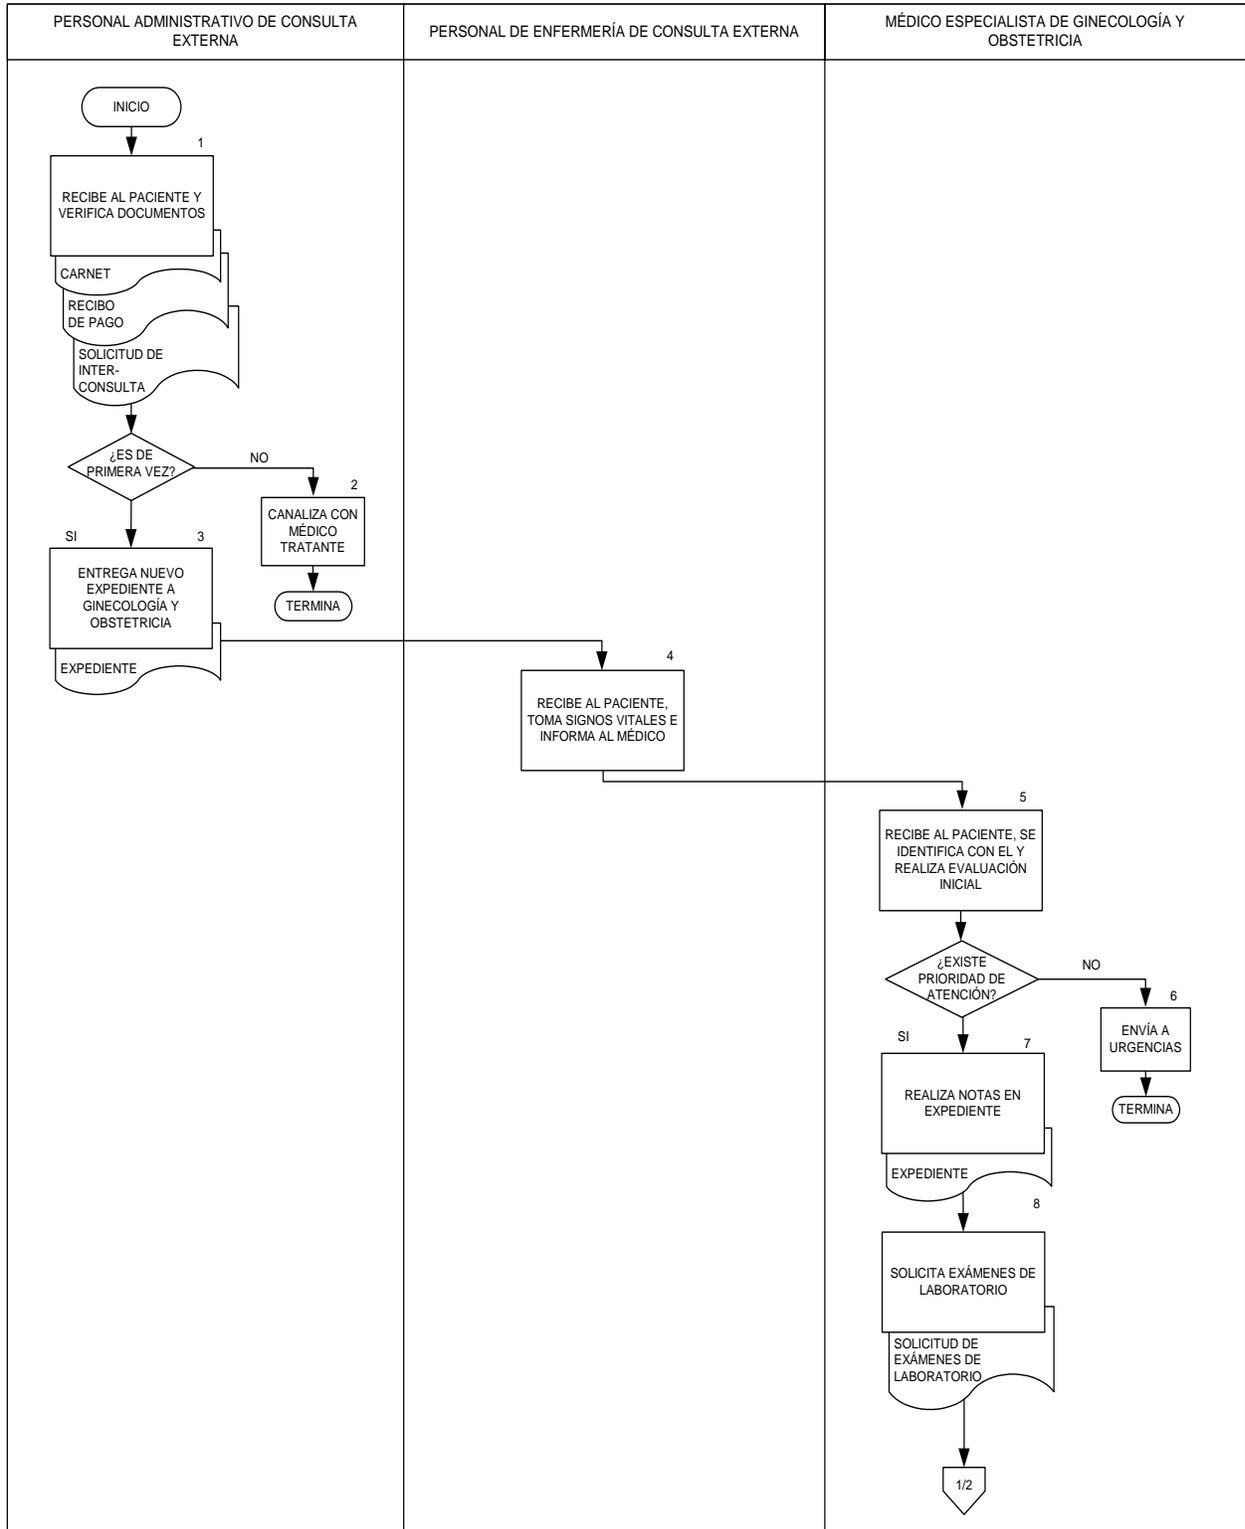 PERSONAL ADMINISTRATIVO DE CONSULTA
EXTERNA
PERSONAL DE ENFERMERÍA DE CONSULTA EXTERNA
MÉDICO ESPECIALISTA DE GINECOLOGÍA Y
OBSTETRICIA
INICIO
1
RECIBE AL PACIENTE Y
VERIFICA DOCUMENTOS
CARNET
RECIBO
DE PAGO
SOLICITUD DE
INTER-
CONSULTA
¿ES DE
PRIMERA VEZ?
NO
2
CANALIZA CON
MÉDICO
TRATANTE
TERMINA
SI
3
ENTREGA NUEVO
EXPEDIENTE A
GINECOLOGÍA Y
OBSTETRICIA
EXPEDIENTE
4
RECIBE AL PACIENTE,
TOMA SIGNOS VITALES E
INFORMA AL MÉDICO
5
RECIBE AL PACIENTE, SE
IDENTIFICA CON EL Y
REALIZA EVALUACIÓN
INICIAL
¿EXISTE
PRIORIDAD DE
ATENCIÓN?
NO
6
ENVÍA A
URGENCIAS
TERMINA
SI
7
REALIZA NOTAS EN
EXPEDIENTE
EXPEDIENTE
8
SOLICITA EXÁMENES DE
LABORATORIO
SOLICITUD DE
EXÁMENES DE
LABORATORIO
1/2